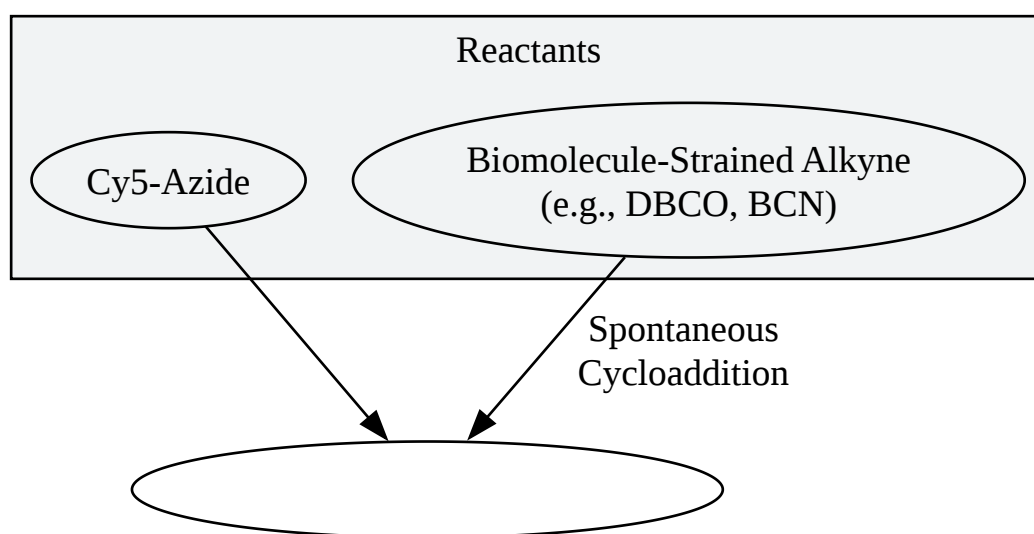 Reactants
Cy5-Azide
Biomolecule-Strained Alkyne
(e.g., DBCO, BCN)
Spontaneous
Cycloaddition